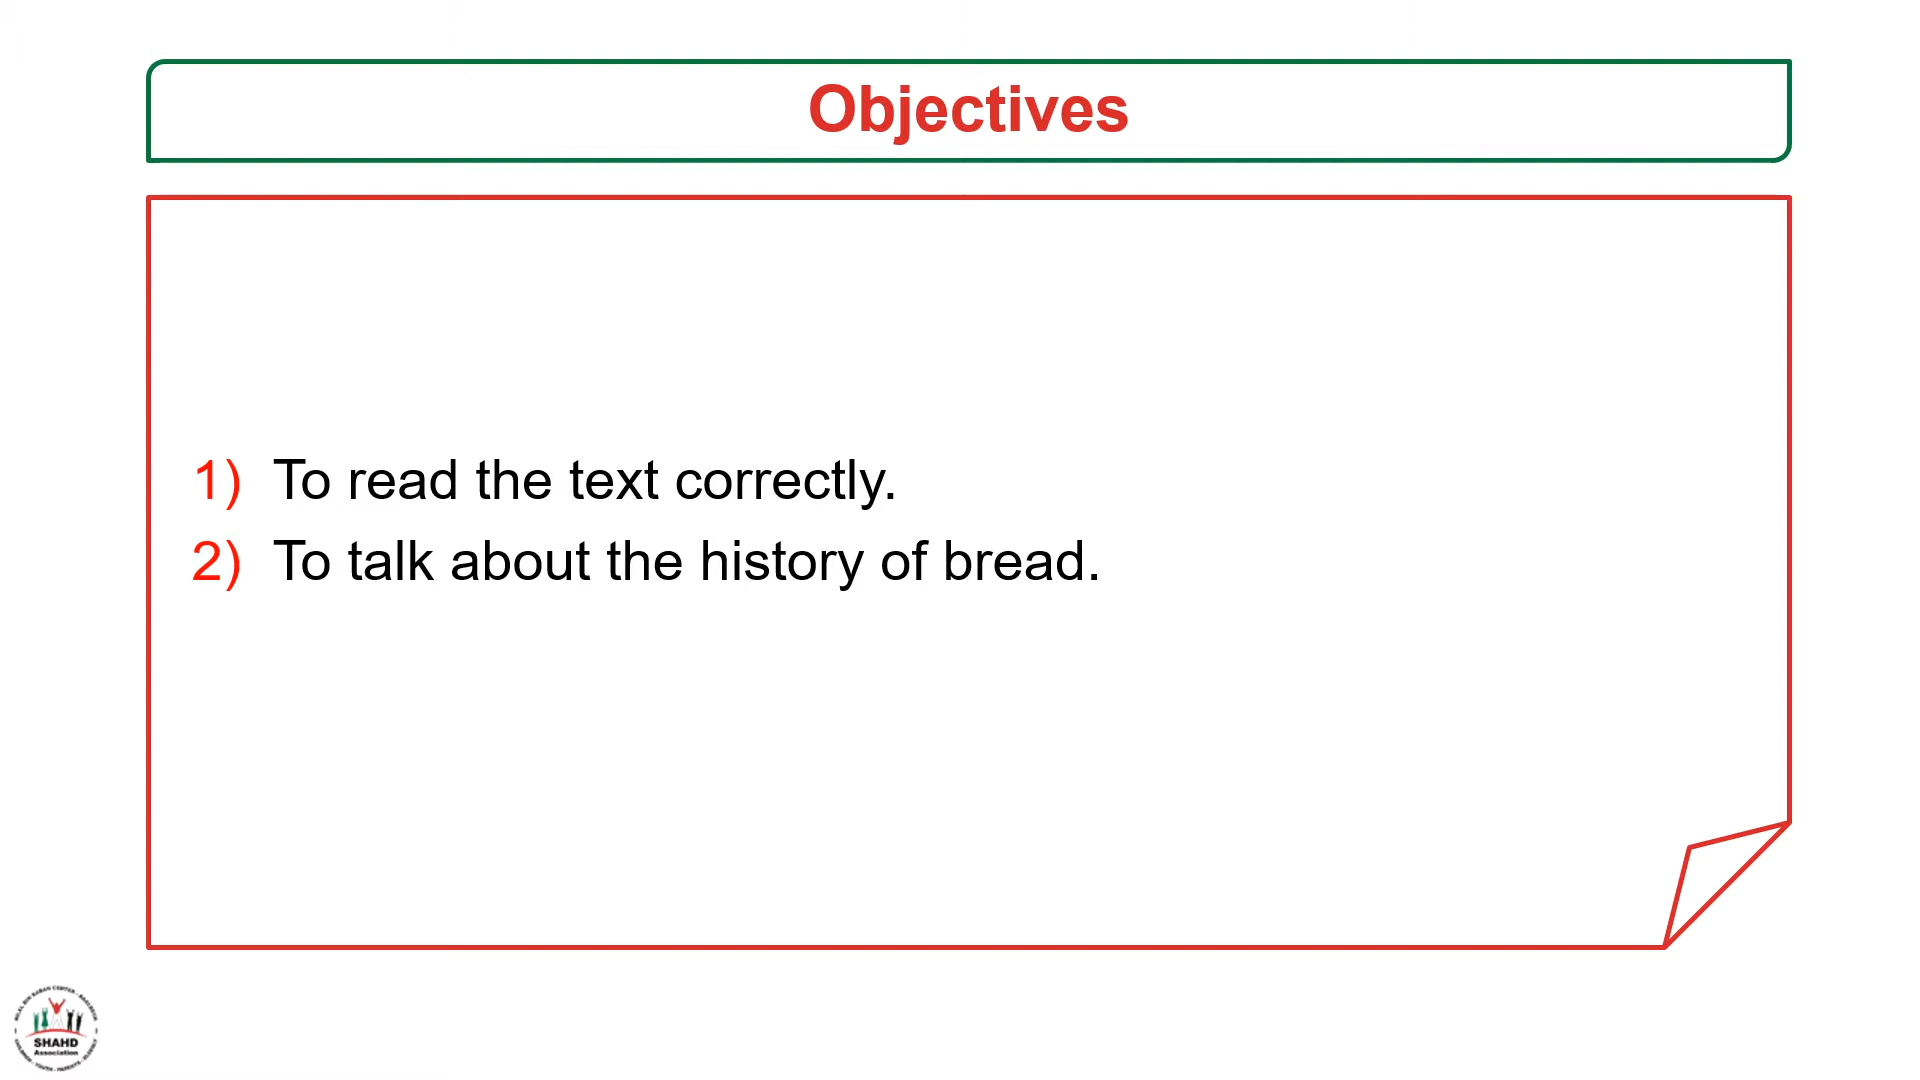 Objectives
1) To read the text correctly.
2) To talk about the history of bread.
SHAHD
Association